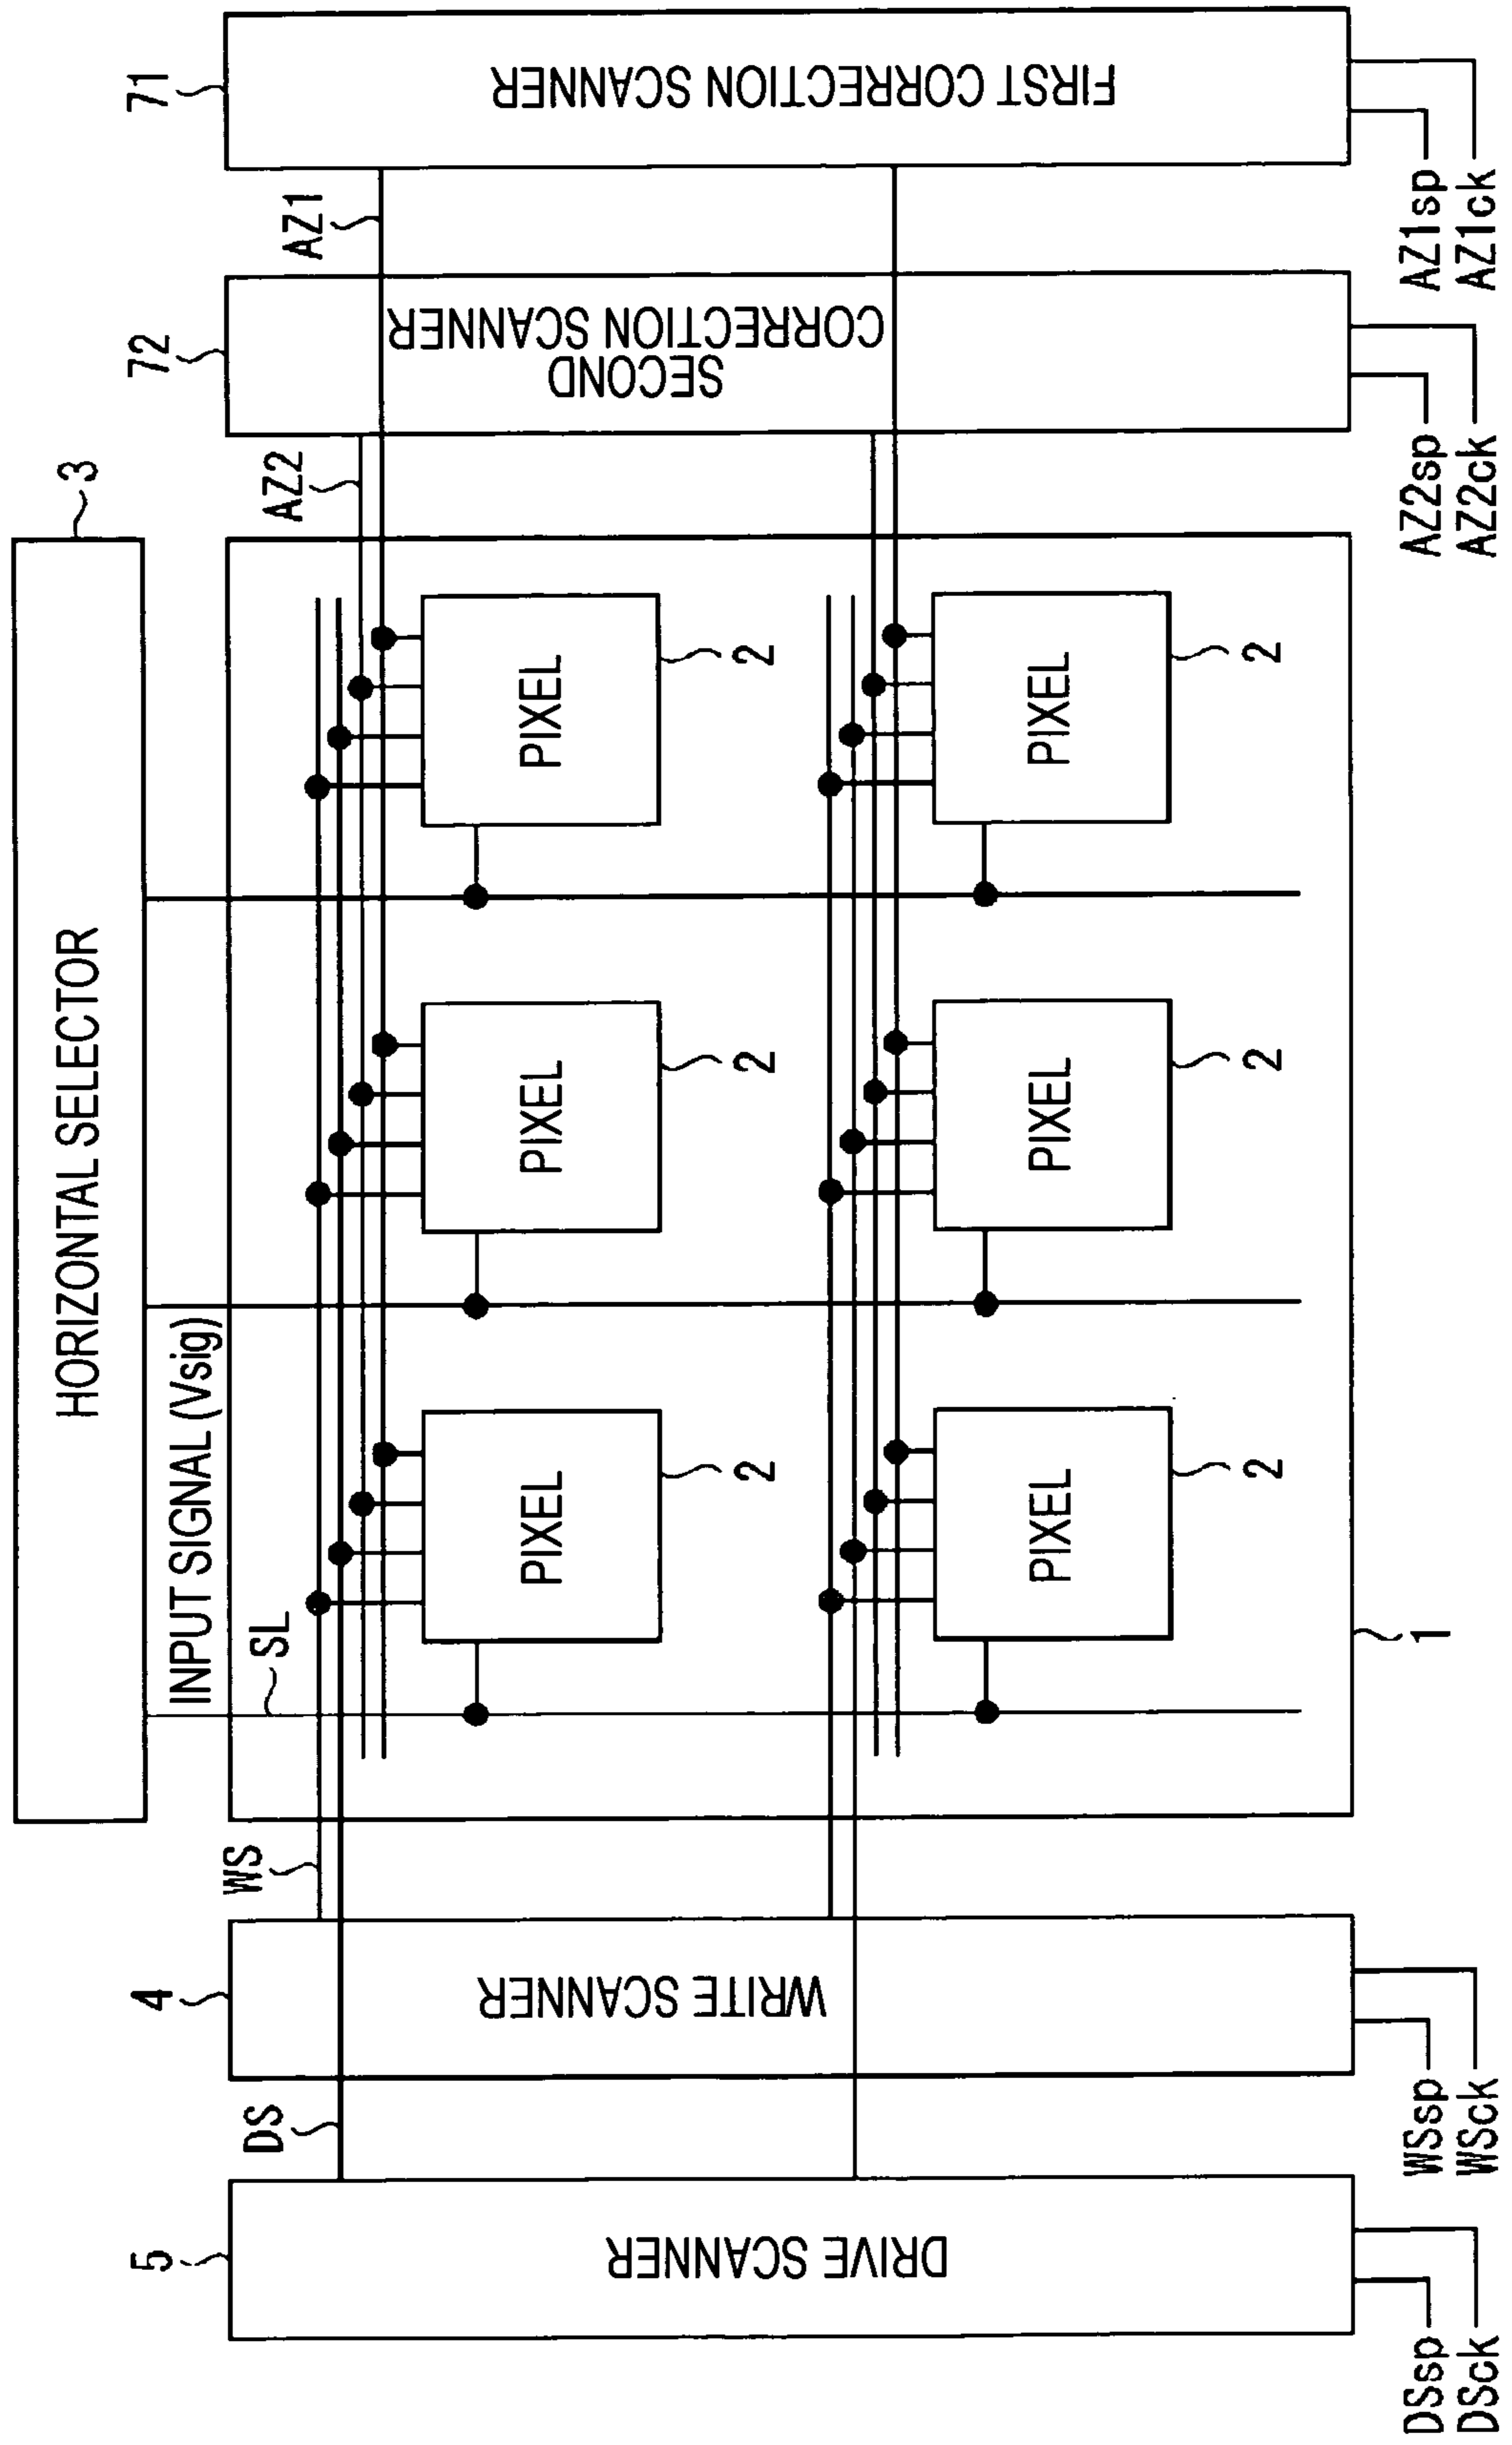 3
HORIZONTAL SELECTOR
INPUT SIGNAL (Vsig)
SL
5
DS
4
WS
AZ2
72
AZ1
71
DRIVE SCANNER
WRITE SCANNER
PIXEL
2
PIXEL
2
PIXEL
2
SECOND
CORRECTION SCANNER
FIRST CORRECTION SCANNER
PIXEL
2
PIXEL
2
PIXEL
2
1
DSsp
DSck
WSsp
WSck
AZ2sp
AZ2ck
AZ1sp
AZ1ck